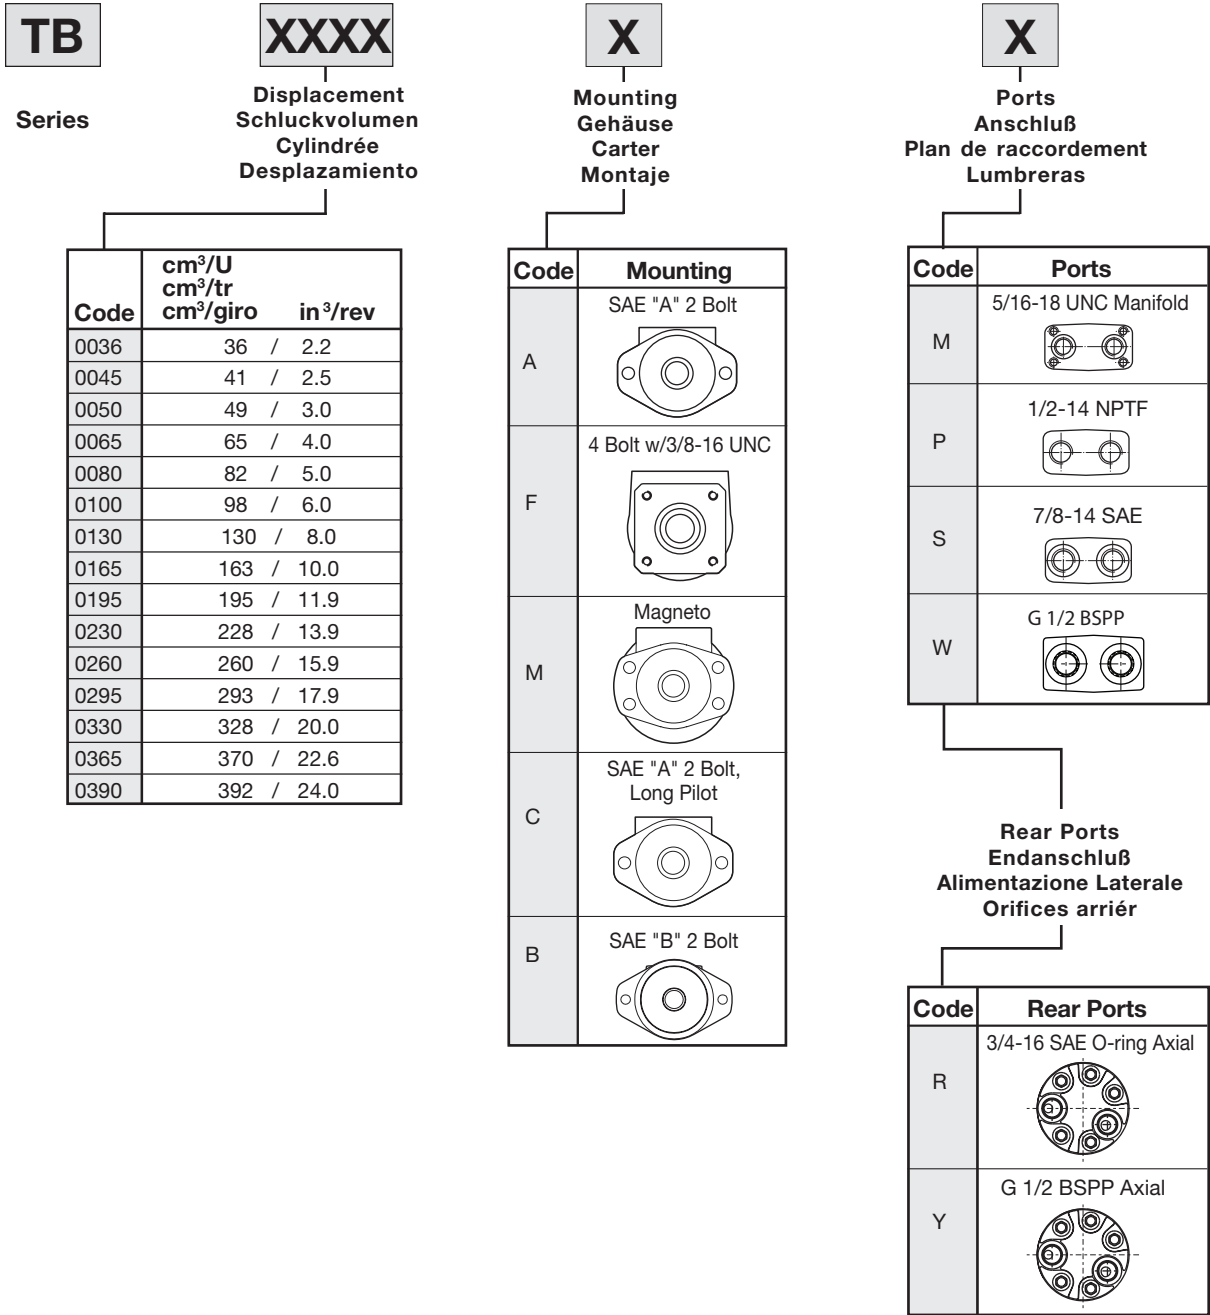 TB
XXXX
X
X
Series
Displacement
Schluckvolumen
Cylindrée
Desplazamiento
Mounting
Gehäuse
Carter
Montaje
Ports
Anschluß
Plan de raccordement
Lumbreras
Code cm³/U cm³/tr cm³/giro in³/rev
0036 36 / 2.2
0045 41 / 2.5
0050 49 / 3.0
0065 65 / 4.0
0080 82 / 5.0
0100 98 / 6.0
0130 130 / 8.0
0165 163 / 10.0
0195 195 / 11.9
0230 228 / 13.9
0260 260 / 15.9
0295 293 / 17.9
0330 328 / 20.0
0365 370 / 22.6
0390 392 / 24.0
Code Mounting
SAE "A" 2 Bolt
A
4 Bolt w/3/8-16 UNC
F
Magneto
M
SAE "A" 2 Bolt,
Long Pilot
C
SAE "B" 2 Bolt
B
Code Ports
5/16-18 UNC Manifold
M
1/2-14 NPTF
P
7/8-14 SAE
S
G 1/2 BSPP
W
Rear Ports
Endanschluß
Alimentazione Laterale
Orifices arriér
Code Rear Ports
3/4-16 SAE O-ring Axial
R
G 1/2 BSPP Axial
Y